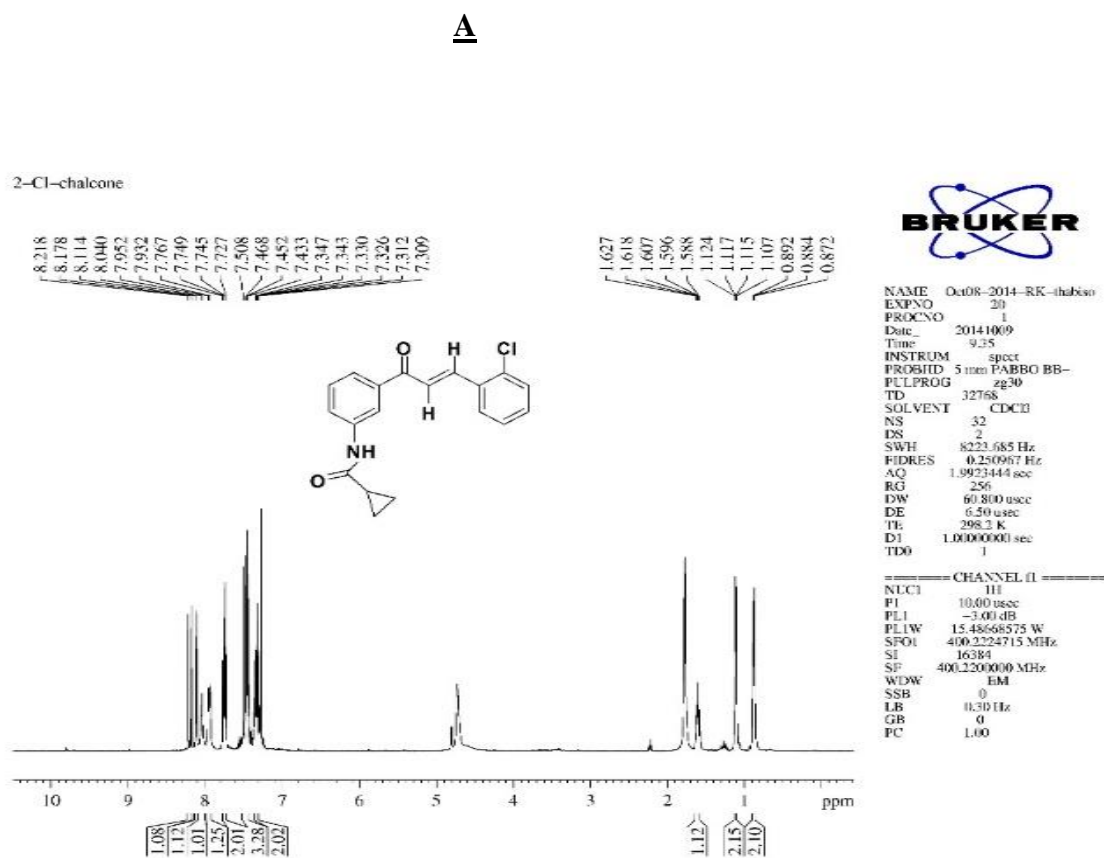 A
2-Cl-chalcone
8.218
8.178
8.114
8.040
7.952
7.932
7.767
7.749
7.745
7.727
7.508
7.468
7.452
7.433
7.347
7.343
7.330
7.326
7.312
7.309
1.627
1.618
1.607
1.596
1.588
1.124
1.117
1.115
1.107
0.892
0.884
0.872
BRUKER
NAME Oct08-2014-RK-thabiso
EXPNO 20
PROCNO 1
Date_ 20141009
Time 9.35
INSTRUM spect
PROBHD 5 mm PABBO BB-
PULPROG zg30
TD 32768
SOLVENT CDCl3
NS 32
DS 2
SWH 8223.685 Hz
FIDRES 0.250967 Hz
AQ 1.9923444 sec
RG 256
DW 60.800 usec
DE 6.50 usec
TE 298.2 K
D1 1.00000000 sec
TD0 1
======== CHANNEL f1 ========
NUC1 1H
P1 10.00 usec
PL1 -3.00 dB
PL1W 15.48668575 W
SFO1 400.2224715 MHz
SI 16384
SF 400.2200000 MHz
WDW EM
SSB 0
LB 0.30 Hz
GB 0
PC 1.00
O H Cl
H
NH
O
10 9 8 7 6 5 4 3 2 1 ppm
1.08
1.12
1.01
1.25
2.01
3.28
2.02
1.12
2.15
2.10